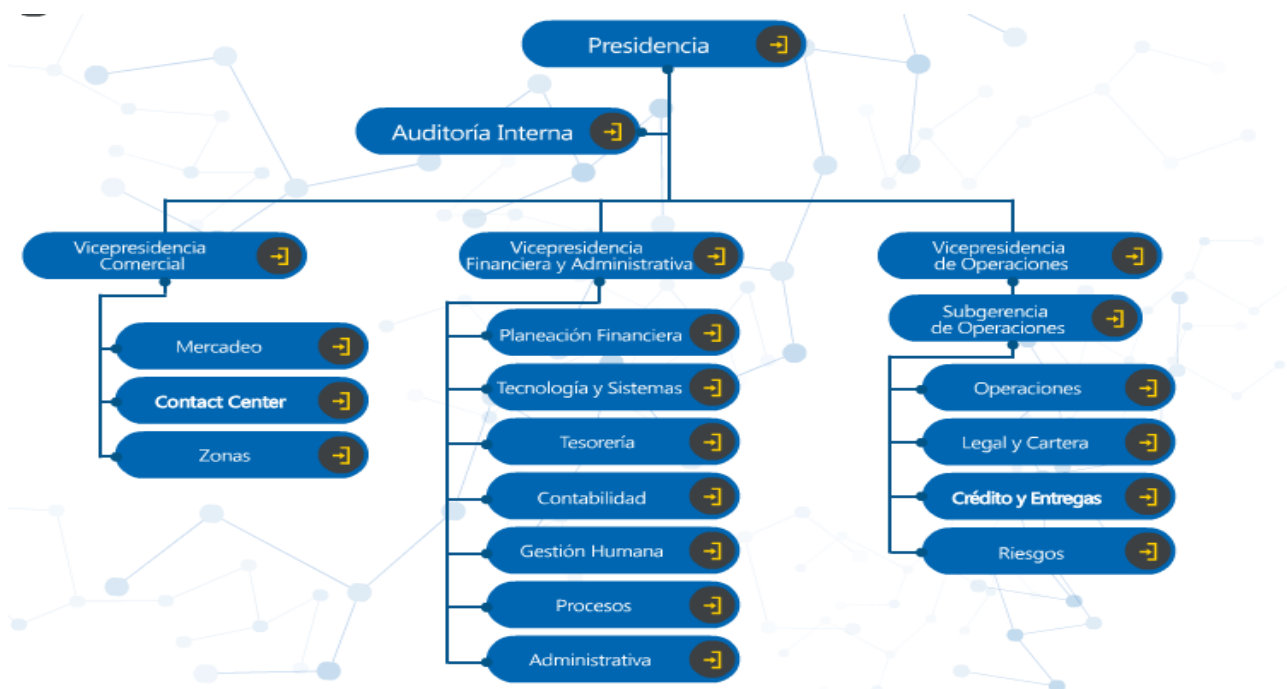 Presidencia
Auditoría Interna
Vicepresidencia
Comercial
Mercadeo
Contact Center
Zonas
Vicepresidencia
Financiera y Administrativa
Planeación Financiera
Tecnología y Sistemas
Tesorería
Contabilidad
Gestión Humana
Procesos
Administrativa
Vicepresidencia
de Operaciones
Subgerencia
de Operaciones
Operaciones
Legal y Cartera
Crédito y Entregas
Riesgos